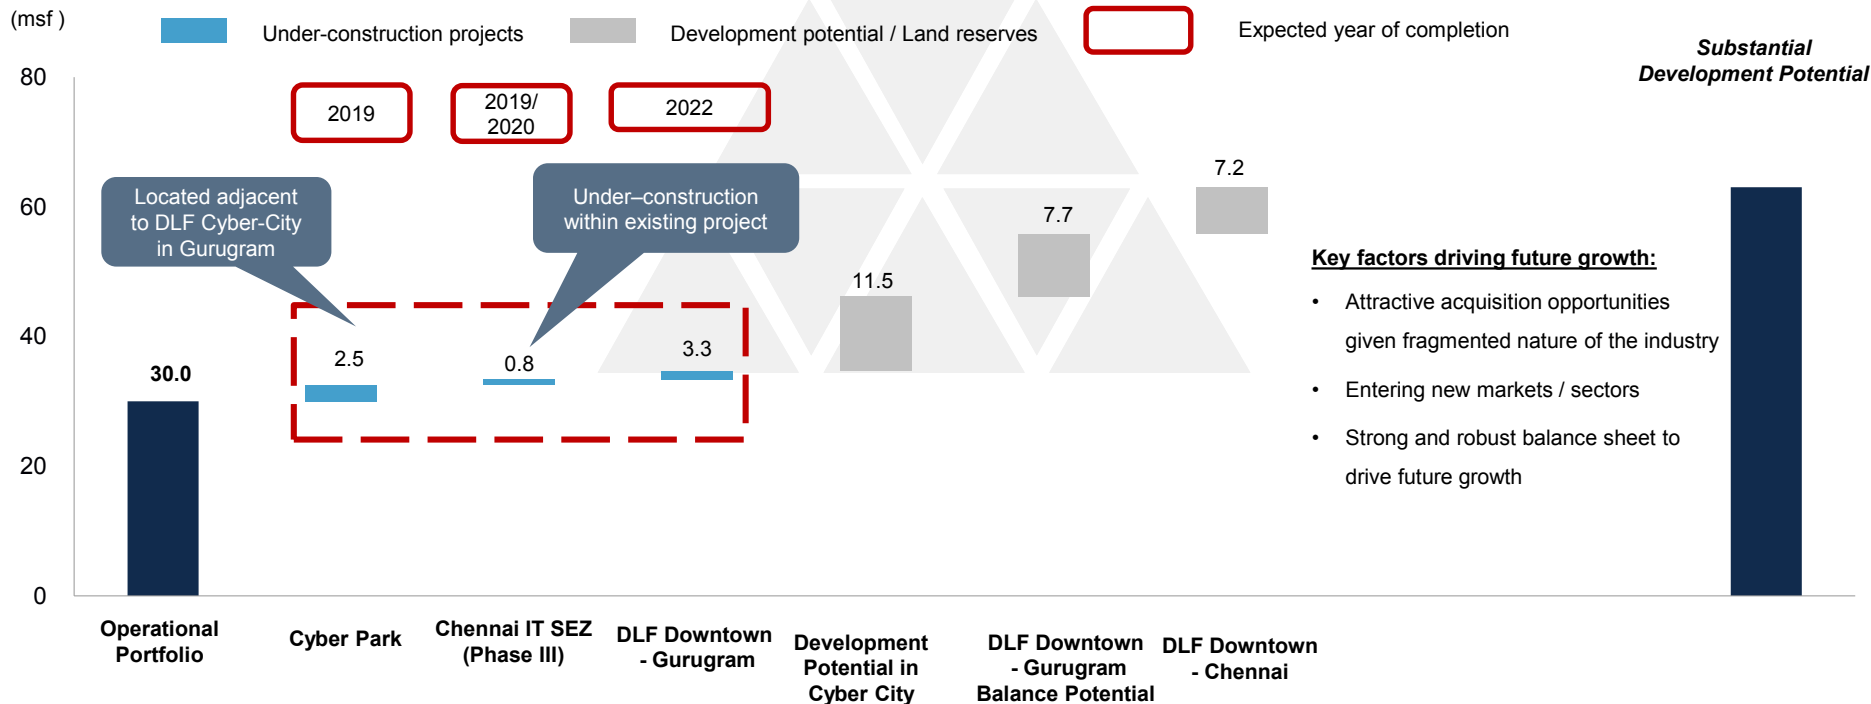 (msf )
Under-construction projects
Development potential / Land reserves
Expected year of completion
Substantial
Development Potential
80
60
40
20
0
2019
2019/
2020
2022
Located adjacent
to DLF Cyber-City
in Gurugram
Under–construction
within existing project
30.0
2.5
0.8
3.3
11.5
7.7
7.2
Key factors driving future growth:
• Attractive acquisition opportunities
given fragmented nature of the industry
• Entering new markets / sectors
• Strong and robust balance sheet to
drive future growth
Operational
Portfolio
Cyber Park
Chennai IT SEZ
(Phase III)
DLF Downtown
- Gurugram
Development
Potential in
Cyber City
DLF Downtown
- Gurugram
Balance Potential
DLF Downtown
- Chennai